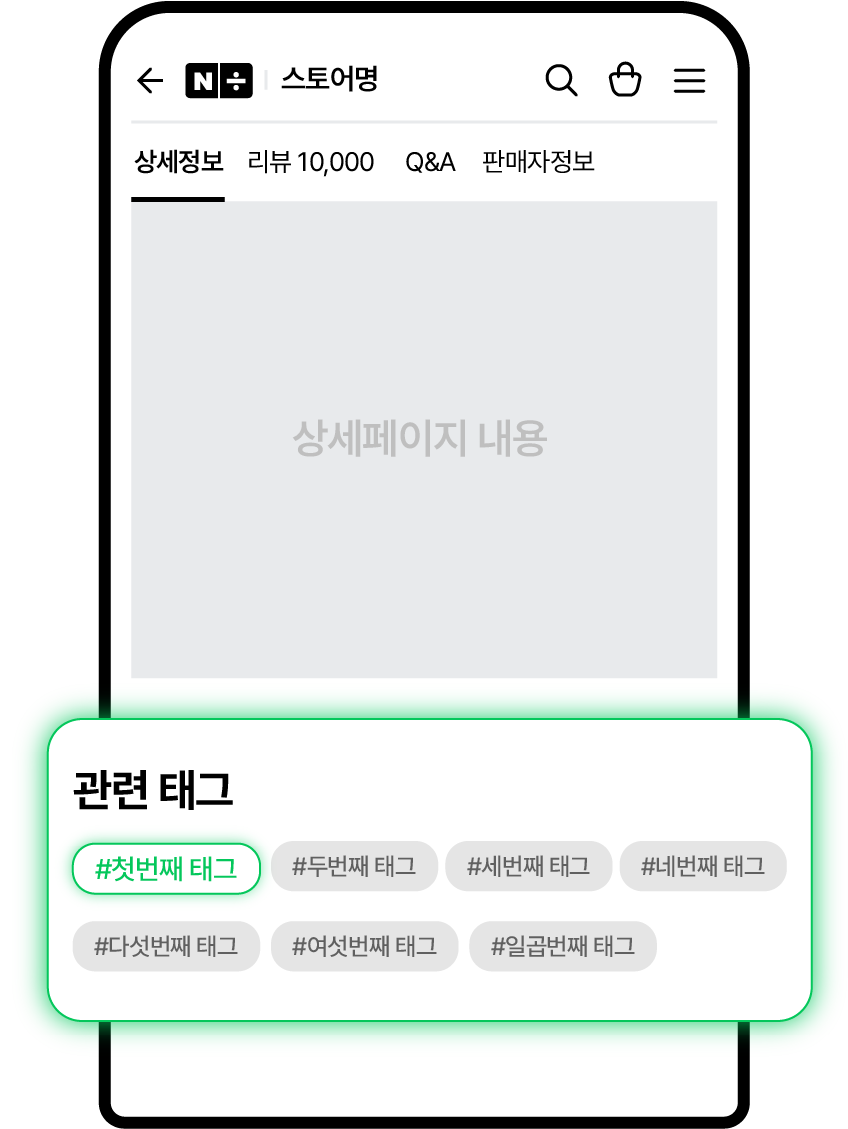 N÷ 스토어명
상세정보 리뷰 10,000 Q&A 판매자정보
상세페이지 내용
관련 태그
#첫번째 태그 #두번째 태그 #세번째 태그 #네번째 태그
#다섯번째 태그 #여섯번째 태그 #일곱번째 태그